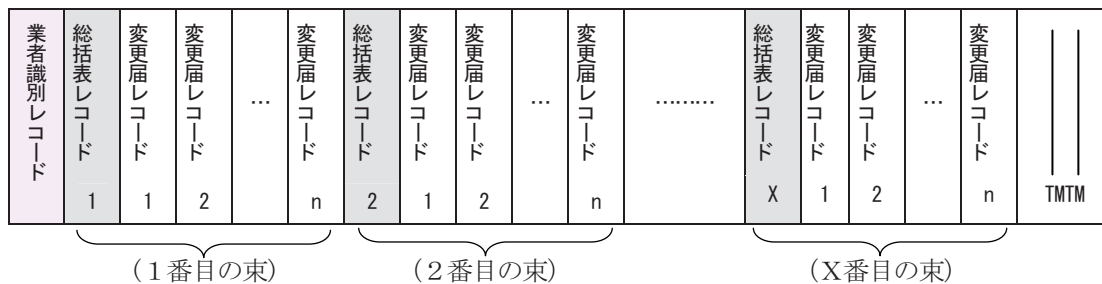 業者識別レコード
総括表レコード 1
変更届レコード 1
変更届レコード 2
…
変更届レコード n
総括表レコード 2
変更届レコード 1
変更届レコード 2
…
変更届レコード n
………
総括表レコード X
変更届レコード 1
変更届レコード 2
…
変更届レコード n
TMTM
(1番目の束)
(2番目の束)
(X番目の束)